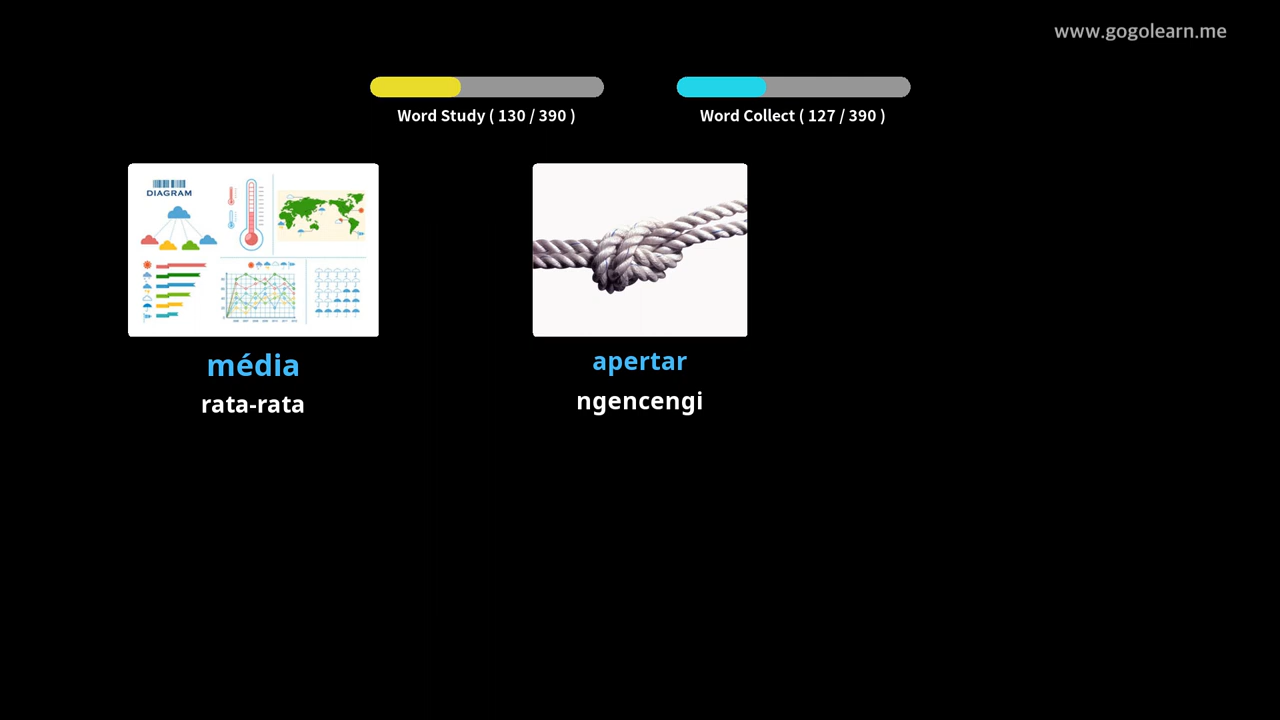 www.gogolearn.me
Word Study ( 130 / 390 )
Word Collect ( 127 / 390 )
DIAGRAM
média
rata-rata
apertar
ngencengi